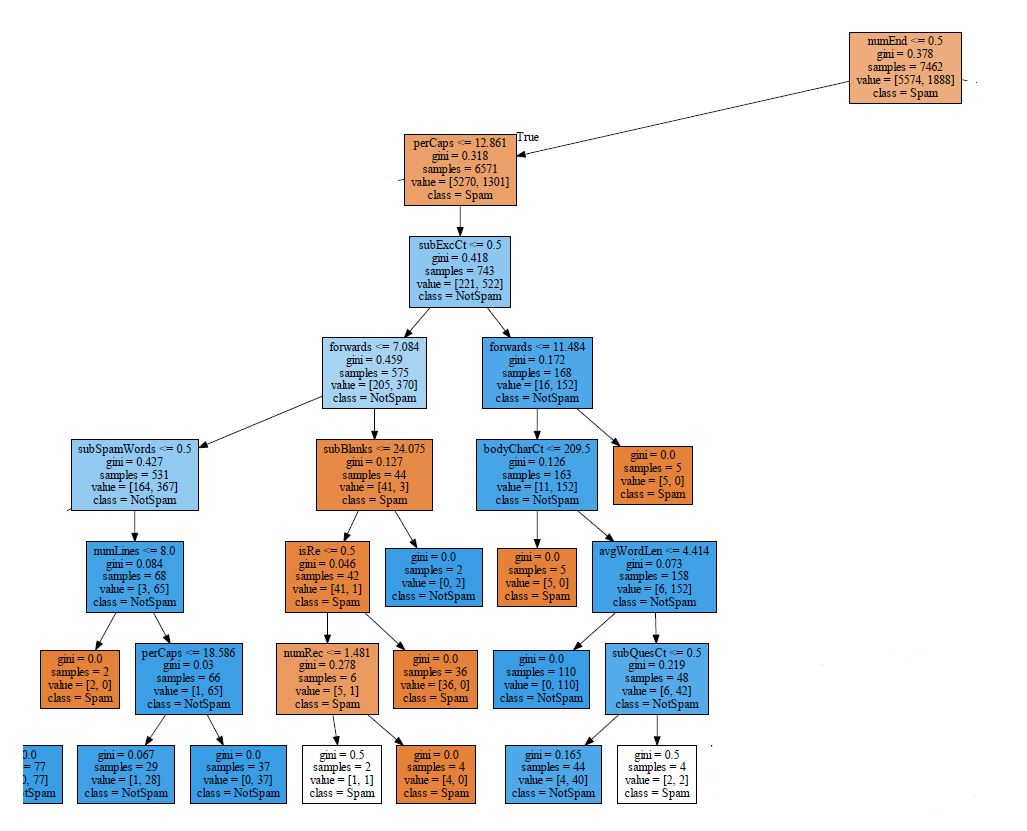 numEnd <= 0.5
gini = 0.378
samples = 7462
value = [5574, 1888]
class = Spam
True
perCaps <= 12.861
gini = 0.318
samples = 6571
value = [5270, 1301]
class = Spam
subExcCt <= 0.5
gini = 0.418
samples = 743
value = [221, 522]
class = NotSpam
forwards <= 7.084
gini = 0.459
samples = 575
value = [205, 370]
class = NotSpam
forwards <= 11.484
gini = 0.172
samples = 168
value = [16, 152]
class = NotSpam
subSpamWords <= 0.5
gini = 0.427
samples = 531
value = [164, 367]
class = NotSpam
subBlanks <= 24.075
gini = 0.127
samples = 44
value = [41, 3]
class = Spam
bodyCharCt <= 209.5
gini = 0.126
samples = 163
value = [11, 152]
class = NotSpam
gini = 0.0
samples = 5
value = [5, 0]
class = Spam
numLines <= 8.0
gini = 0.084
samples = 68
value = [3, 65]
class = NotSpam
isRe <= 0.5
gini = 0.046
samples = 42
value = [41, 1]
class = Spam
gini = 0.0
samples = 2
value = [0, 2]
class = NotSpam
gini = 0.0
samples = 5
value = [5, 0]
class = Spam
avgWordLen <= 4.414
gini = 0.073
samples = 158
value = [6, 152]
class = NotSpam
gini = 0.0
samples = 2
value = [2, 0]
class = Spam
perCaps <= 18.586
gini = 0.03
samples = 66
value = [1, 65]
class = NotSpam
numRec <= 1.481
gini = 0.278
samples = 6
value = [5, 1]
class = Spam
gini = 0.0
samples = 36
value = [36, 0]
class = Spam
gini = 0.0
samples = 110
value = [0, 110]
class = NotSpam
subQuesCt <= 0.5
gini = 0.219
samples = 48
value = [6, 42]
class = NotSpam
0.0
= 77
, 77]
tSpam
gini = 0.067
samples = 29
value = [1, 28]
class = NotSpam
gini = 0.0
samples = 37
value = [0, 37]
class = NotSpam
gini = 0.5
samples = 2
value = [1, 1]
class = Spam
gini = 0.0
samples = 4
value = [4, 0]
class = Spam
gini = 0.165
samples = 44
value = [4, 40]
class = NotSpam
gini = 0.5
samples = 4
value = [2, 2]
class = Spam